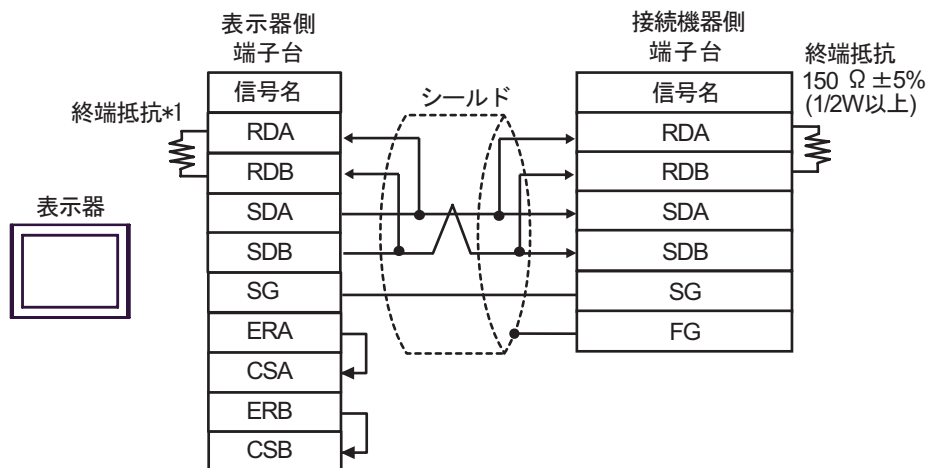 表示器側
端子台
接続機器側
端子台
終端抵抗
150 Ω ±5%
(1/2W以上)
信号名
シールド
信号名
終端抵抗*1
RDA
RDA
RDB
RDB
表示器
SDA
SDA
SDB
SDB
SG
SG
ERA
FG
CSA
ERB
CSB